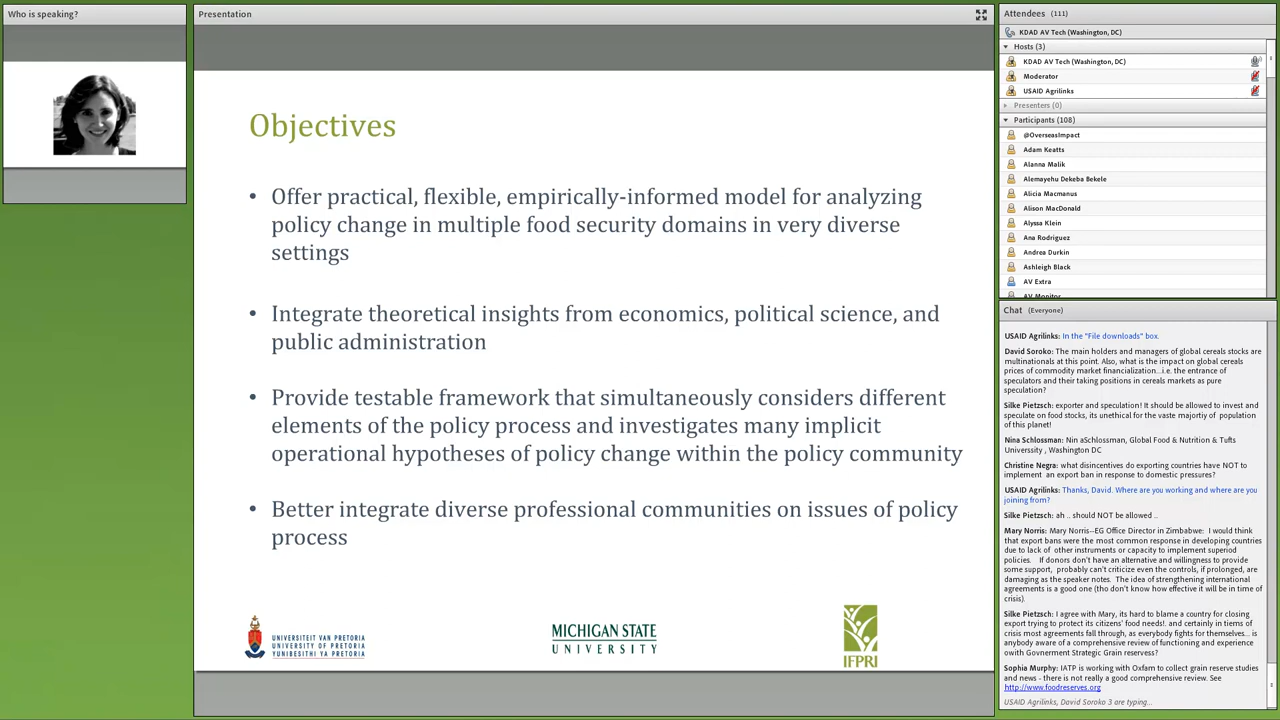 Who is speaking?
Presentation
Objectives
• Offer practical, flexible, empirically-informed model for analyzing
policy change in multiple food security domains in very diverse
settings
• Integrate theoretical insights from economics, political science, and
public administration
• Provide testable framework that simultaneously considers different
elements of the policy process and investigates many implicit
operational hypotheses of policy change within the policy community
• Better integrate diverse professional communities on issues of policy
process
UNIVERSITEIT VAN PRETORIA
UNIVERSITY OF PRETORIA
YUNIBESITHI YA PRETORIA
MICHIGAN STATE
UNIVERSITY
IFPRI
Attendees (111)
KDAD AV Tech (Washington, DC)
Hosts (3)
KDAD AV Tech (Washington, DC)
Moderator
USAID Agrilinks
Presenters (0)
Participants (108)
@OverseasImpact
Adam Keatts
Alanna Malik
Alemayehu Dekeba Bekele
Alicia Macmanus
Alison MacDonald
Alyssa Klein
Ana Rodriguez
Andrea Durkin
Ashleigh Black
AV Extra
AV Monitor
Chat (Everyone)
USAID Agrilinks: In the "File downloads" box.
David Soroko: The main holders and managers of global cereals stocks are
multinationals at this point. Also, what is the impact on global cereals
prices of commodity market financialization...i.e. the entrance of
speculators and their taking positions in cereals markets as pure
speculation?
Silke Pietzsch: exporter and speculation! It should be allowed to invest and
speculate on food stocks, its unethical for the vaste majortiy of population
of this planet!
Nina Schlossman: Nin aSchlossman, Global Food & Nutrition & Tufts
Universsity , Washington DC
Christine Negra: what disincentives do exporting countries have NOT to
implement an export ban in response to domestic pressures?
USAID Agrilinks: Thanks, David. Where are you working and where are you
joining from?
Silke Pietzsch: ah .. should NOT be allowed ..
Mary Norris: Mary Norris--EG Office Director in Zimbabwe: I would think
that export bans were the most common response in developing countries
due to lack of other instruments or capacity to implement superiod
policies. If donors don't have an alternative and willingness to provide
some support, probably can't criticize even the controls, if prolonged, are
damaging as the speaker notes. The idea of strengthening international
agreements is a good one (tho don't know how effective it will be in time of
crisis).
Silke Pietzsch: I agree with Mary, its hard to blame a country for closing
export trying to protect its citizens' food needs!. and certainly in tiems of
crisis most agreements fall through, as everybody fights for themselves... is
anybody aware of a comprehensive review of functioning and experience
owith Govnerment Strategic Grain reservess?
Sophia Murphy: IATP is working with Oxfam to collect grain reserve studies
and news - there is not really a good comprehensive review. See
http://www.foodreserves.org
USAID Agrilinks, David Soroko 3 are typing...